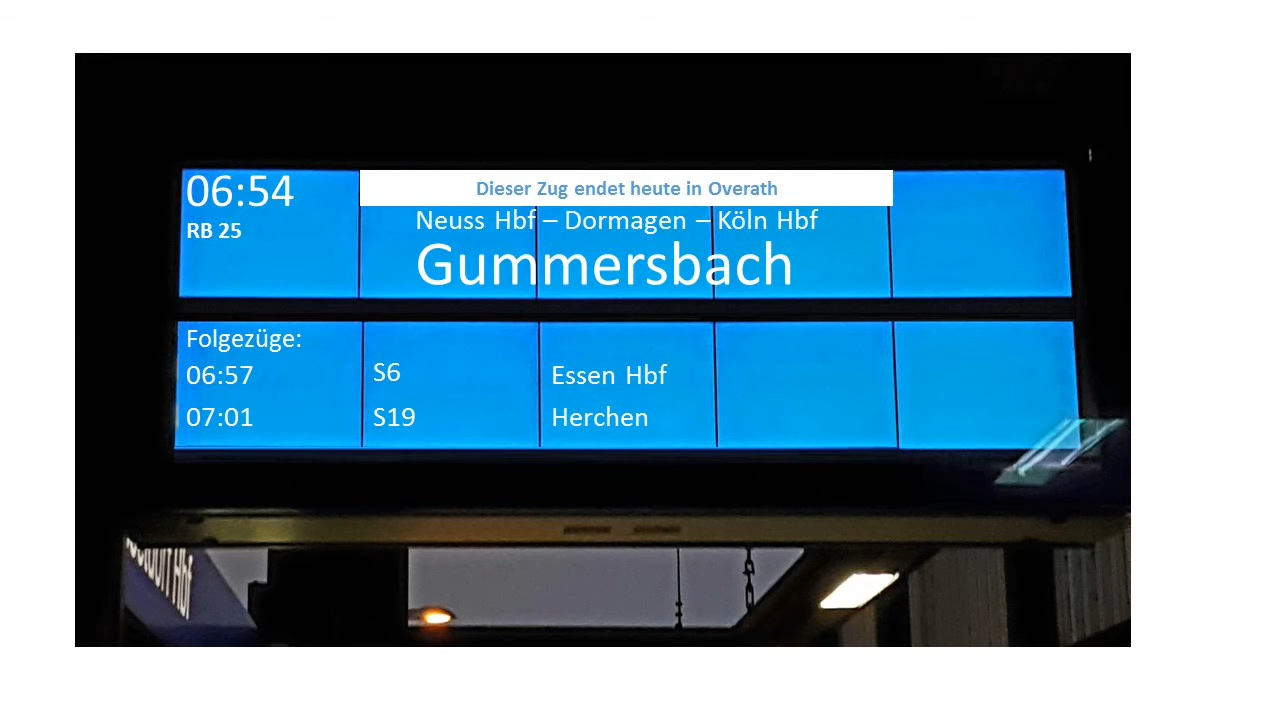 06:54
Dieser Zug endet heute in Overath
RB 25
Neuss Hbf – Dormagen – Köln Hbf
Gummersbach
Folgezüge:
06:57 S6 Essen Hbf
07:01 S19 Herchen
Hbf